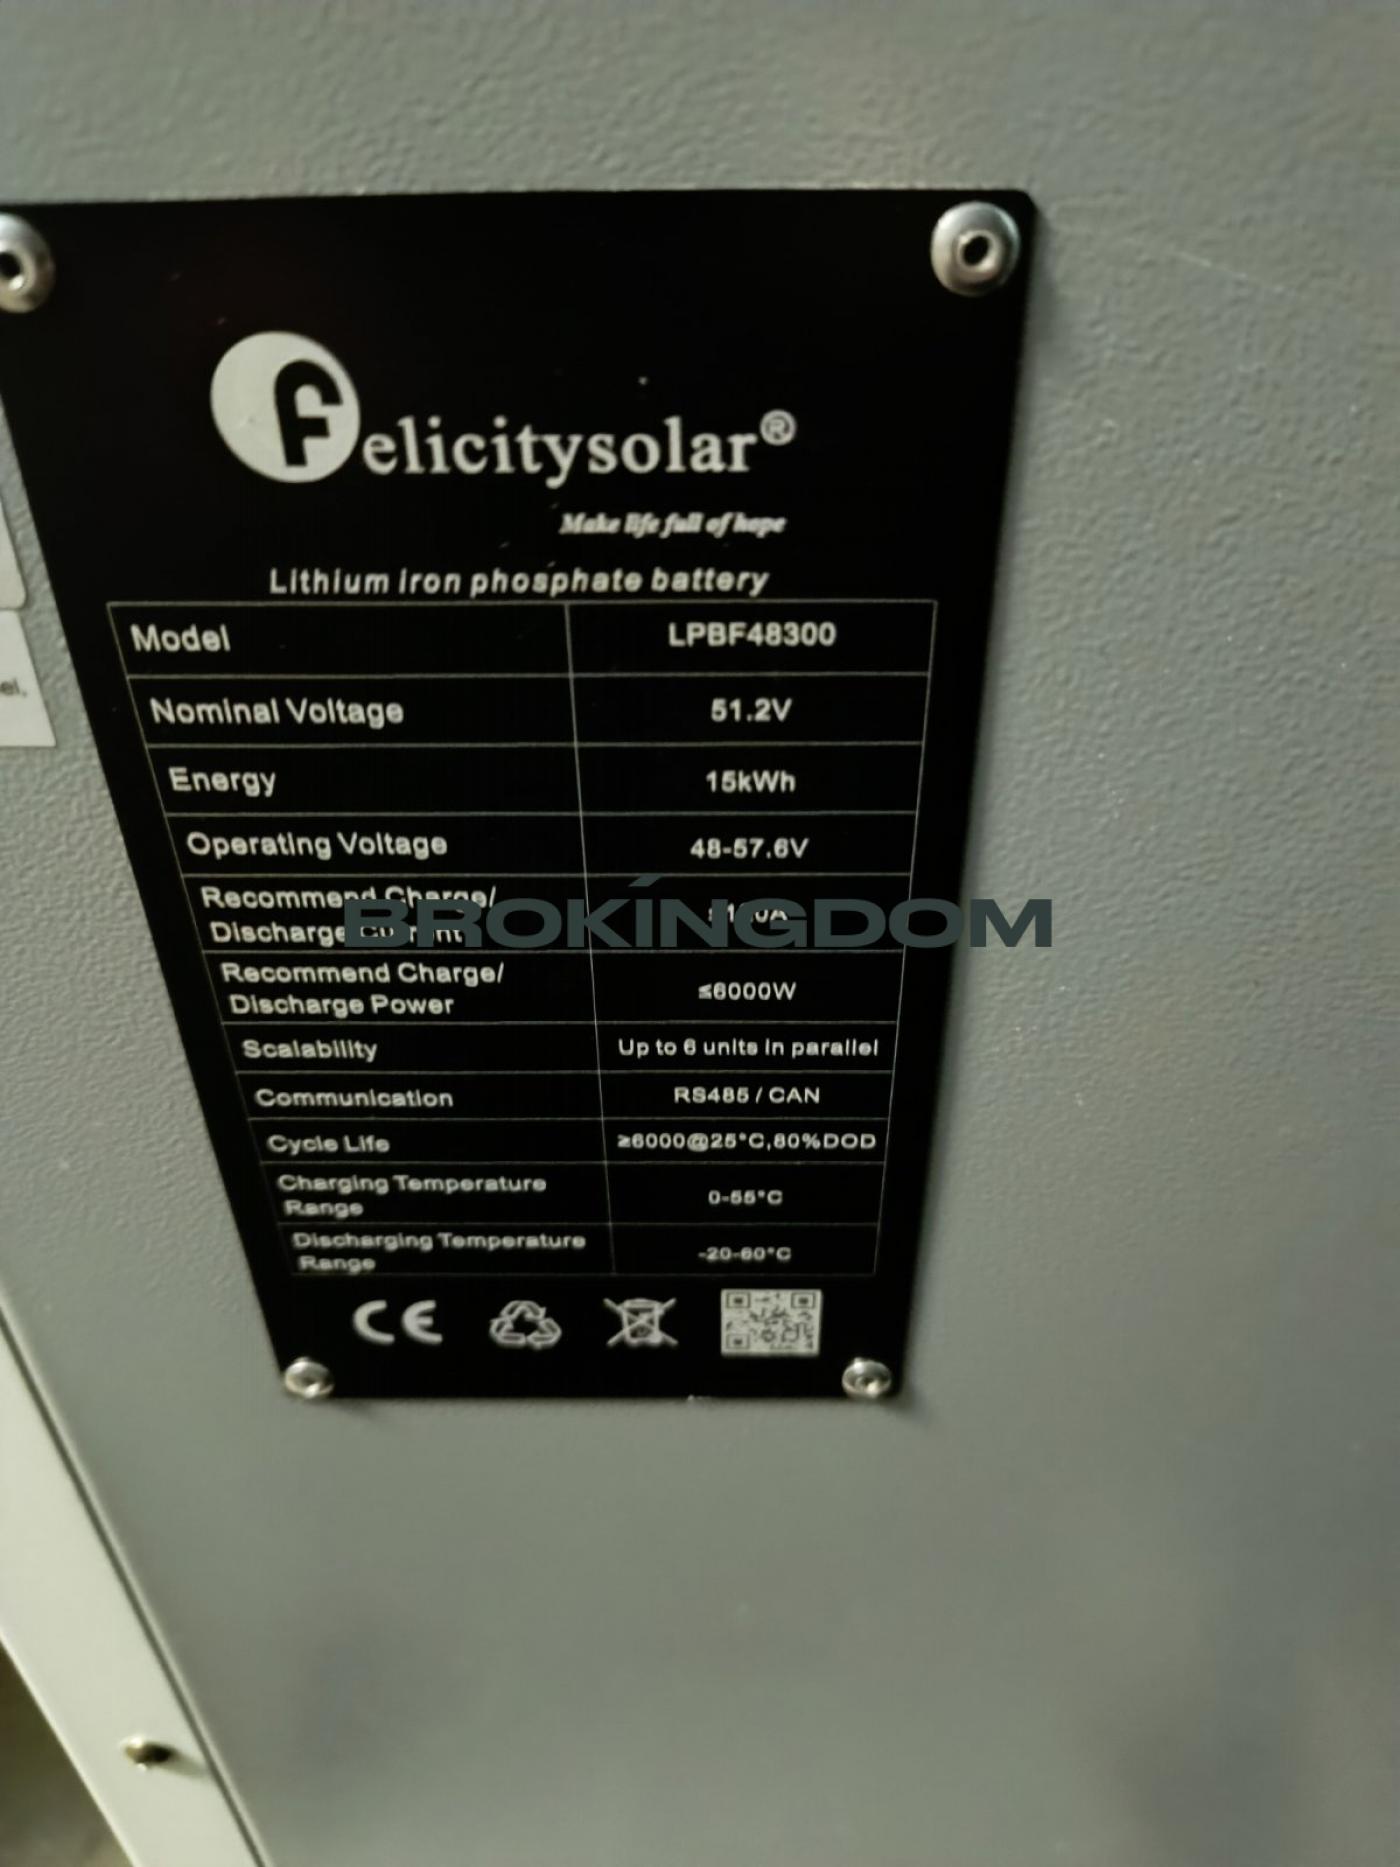 felicitysolar®
Make life full of hope
Lithium iron phosphate battery
Model LPBF48300
Nominal Voltage 51.2V
Energy 15kWh
Operating Voltage 48-57.6V
Recommend Charge/
Discharge Current
BROKINGDOM
Recommend Charge/
Discharge Power ≤6000W
Scalability Up to 6 units in parallel
Communication RS485 / CAN
Cycle Life ≥6000@25°C,80%DOD
Charging Temperature
Range 0-55°C
Discharging Temperature
Range -20-60°C
CE
el,